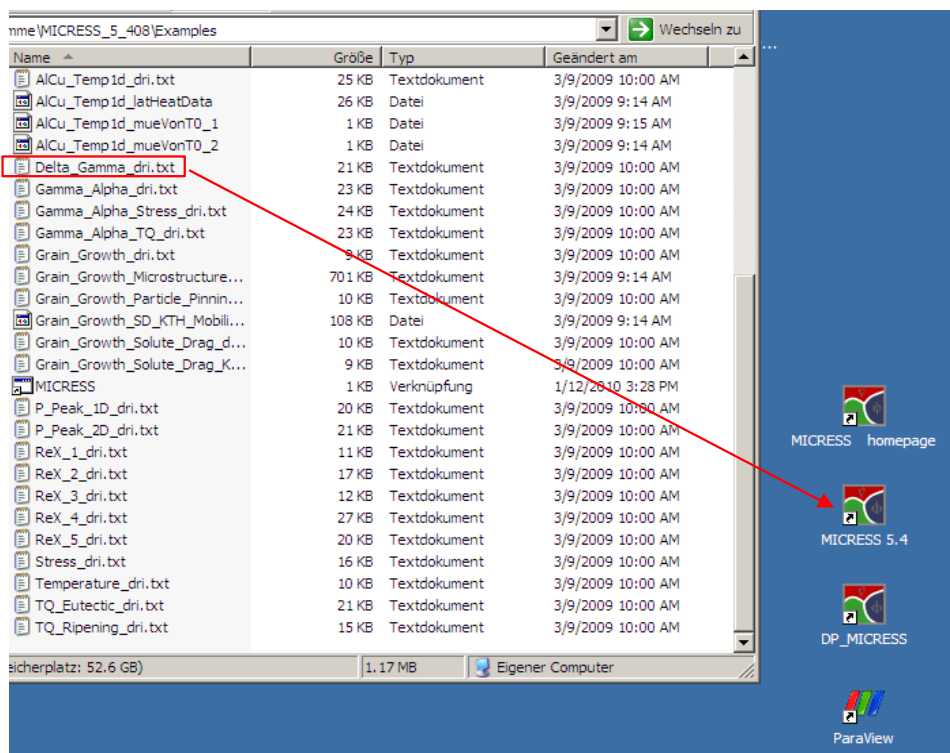 nme\MICRESS_5_408\Examples Wechseln zu
...
Name Größe Typ Geändert am
AlCu_Temp1d_dri.txt 25 KB Textdokument 3/9/2009 10:00 AM
AlCu_Temp1d_latHeatData 26 KB Datei 3/9/2009 9:14 AM
AlCu_Temp1d_mueVonT0_1 1 KB Datei 3/9/2009 9:15 AM
AlCu_Temp1d_mueVonT0_2 1 KB Datei 3/9/2009 9:14 AM
Delta_Gamma_dri.txt 21 KB Textdokument 3/9/2009 10:00 AM
Gamma_Alpha_dri.txt 23 KB Textdokument 3/9/2009 10:00 AM
Gamma_Alpha_Stress_dri.txt 24 KB Textdokument 3/9/2009 10:00 AM
Gamma_Alpha_TQ_dri.txt 23 KB Textdokument 3/9/2009 10:00 AM
Grain_Growth_dri.txt 9 KB Textdokument 3/9/2009 10:00 AM
Grain_Growth_Microstructure... 701 KB Textdokument 3/9/2009 9:14 AM
Grain_Growth_Particle_Pinnin... 10 KB Textdokument 3/9/2009 10:00 AM
Grain_Growth_SD_KTH_Mobili... 108 KB Datei 3/9/2009 9:14 AM
Grain_Growth_Solute_Drag_d... 10 KB Textdokument 3/9/2009 10:00 AM
Grain_Growth_Solute_Drag_K... 9 KB Textdokument 3/9/2009 10:00 AM
MICRESS 1 KB Verknüpfung 1/12/2010 3:28 PM
P_Peak_1D_dri.txt 20 KB Textdokument 3/9/2009 10:00 AM
P_Peak_2D_dri.txt 21 KB Textdokument 3/9/2009 10:00 AM
ReX_1_dri.txt 11 KB Textdokument 3/9/2009 10:00 AM
ReX_2_dri.txt 17 KB Textdokument 3/9/2009 10:00 AM
ReX_3_dri.txt 12 KB Textdokument 3/9/2009 10:00 AM
ReX_4_dri.txt 27 KB Textdokument 3/9/2009 10:00 AM
ReX_5_dri.txt 20 KB Textdokument 3/9/2009 10:00 AM
Stress_dri.txt 16 KB Textdokument 3/9/2009 10:00 AM
Temperature_dri.txt 10 KB Textdokument 3/9/2009 10:00 AM
TQ_Eutectic_dri.txt 21 KB Textdokument 3/9/2009 10:00 AM
TQ_Ripening_dri.txt 15 KB Textdokument 3/9/2009 10:00 AM
eicherplatz: 52.6 GB) 1.17 MB Eigener Computer
MICRESS homepage
MICRESS 5.4
DP_MICRESS
ParaView